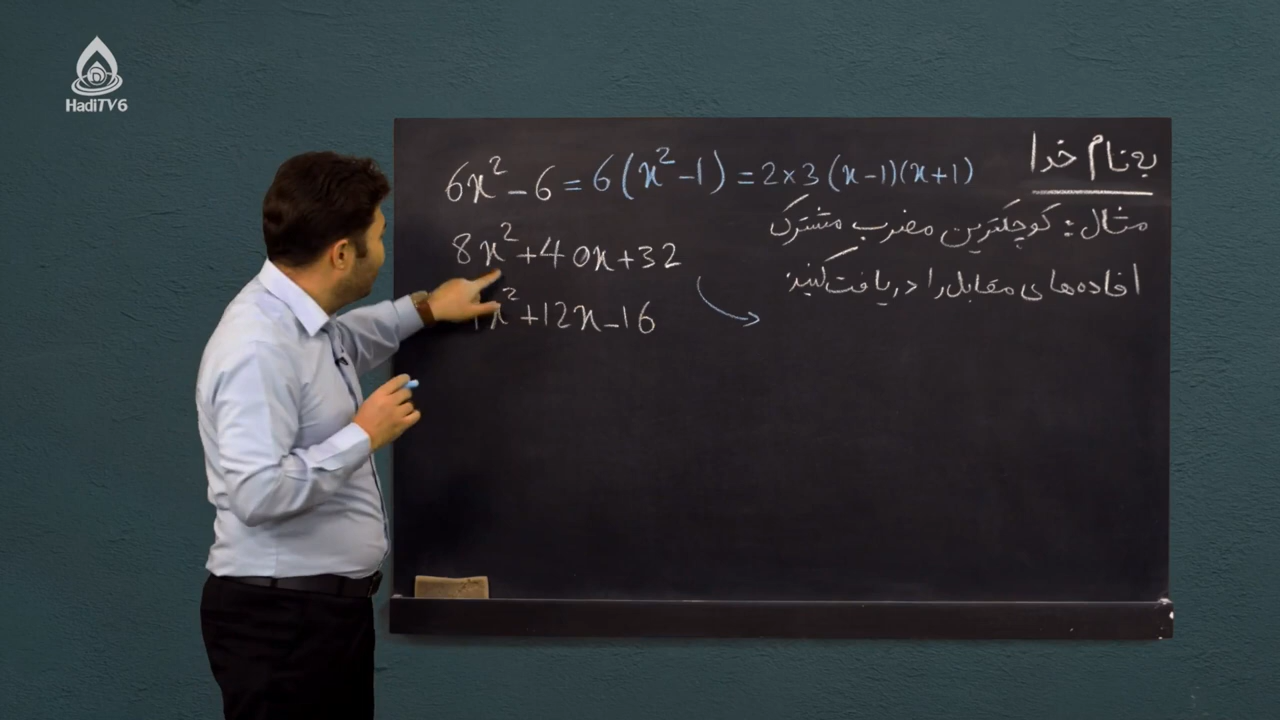 HadiTV6
به نام خدا
مثال: کوچکترین مضرب مشترک
افاده‌های مقابل را دریافت کنید:
6x² - 6 = 6(x² - 1) = 2×3(x-1)(x+1)
8x² + 40x + 32
x² + 12x - 16